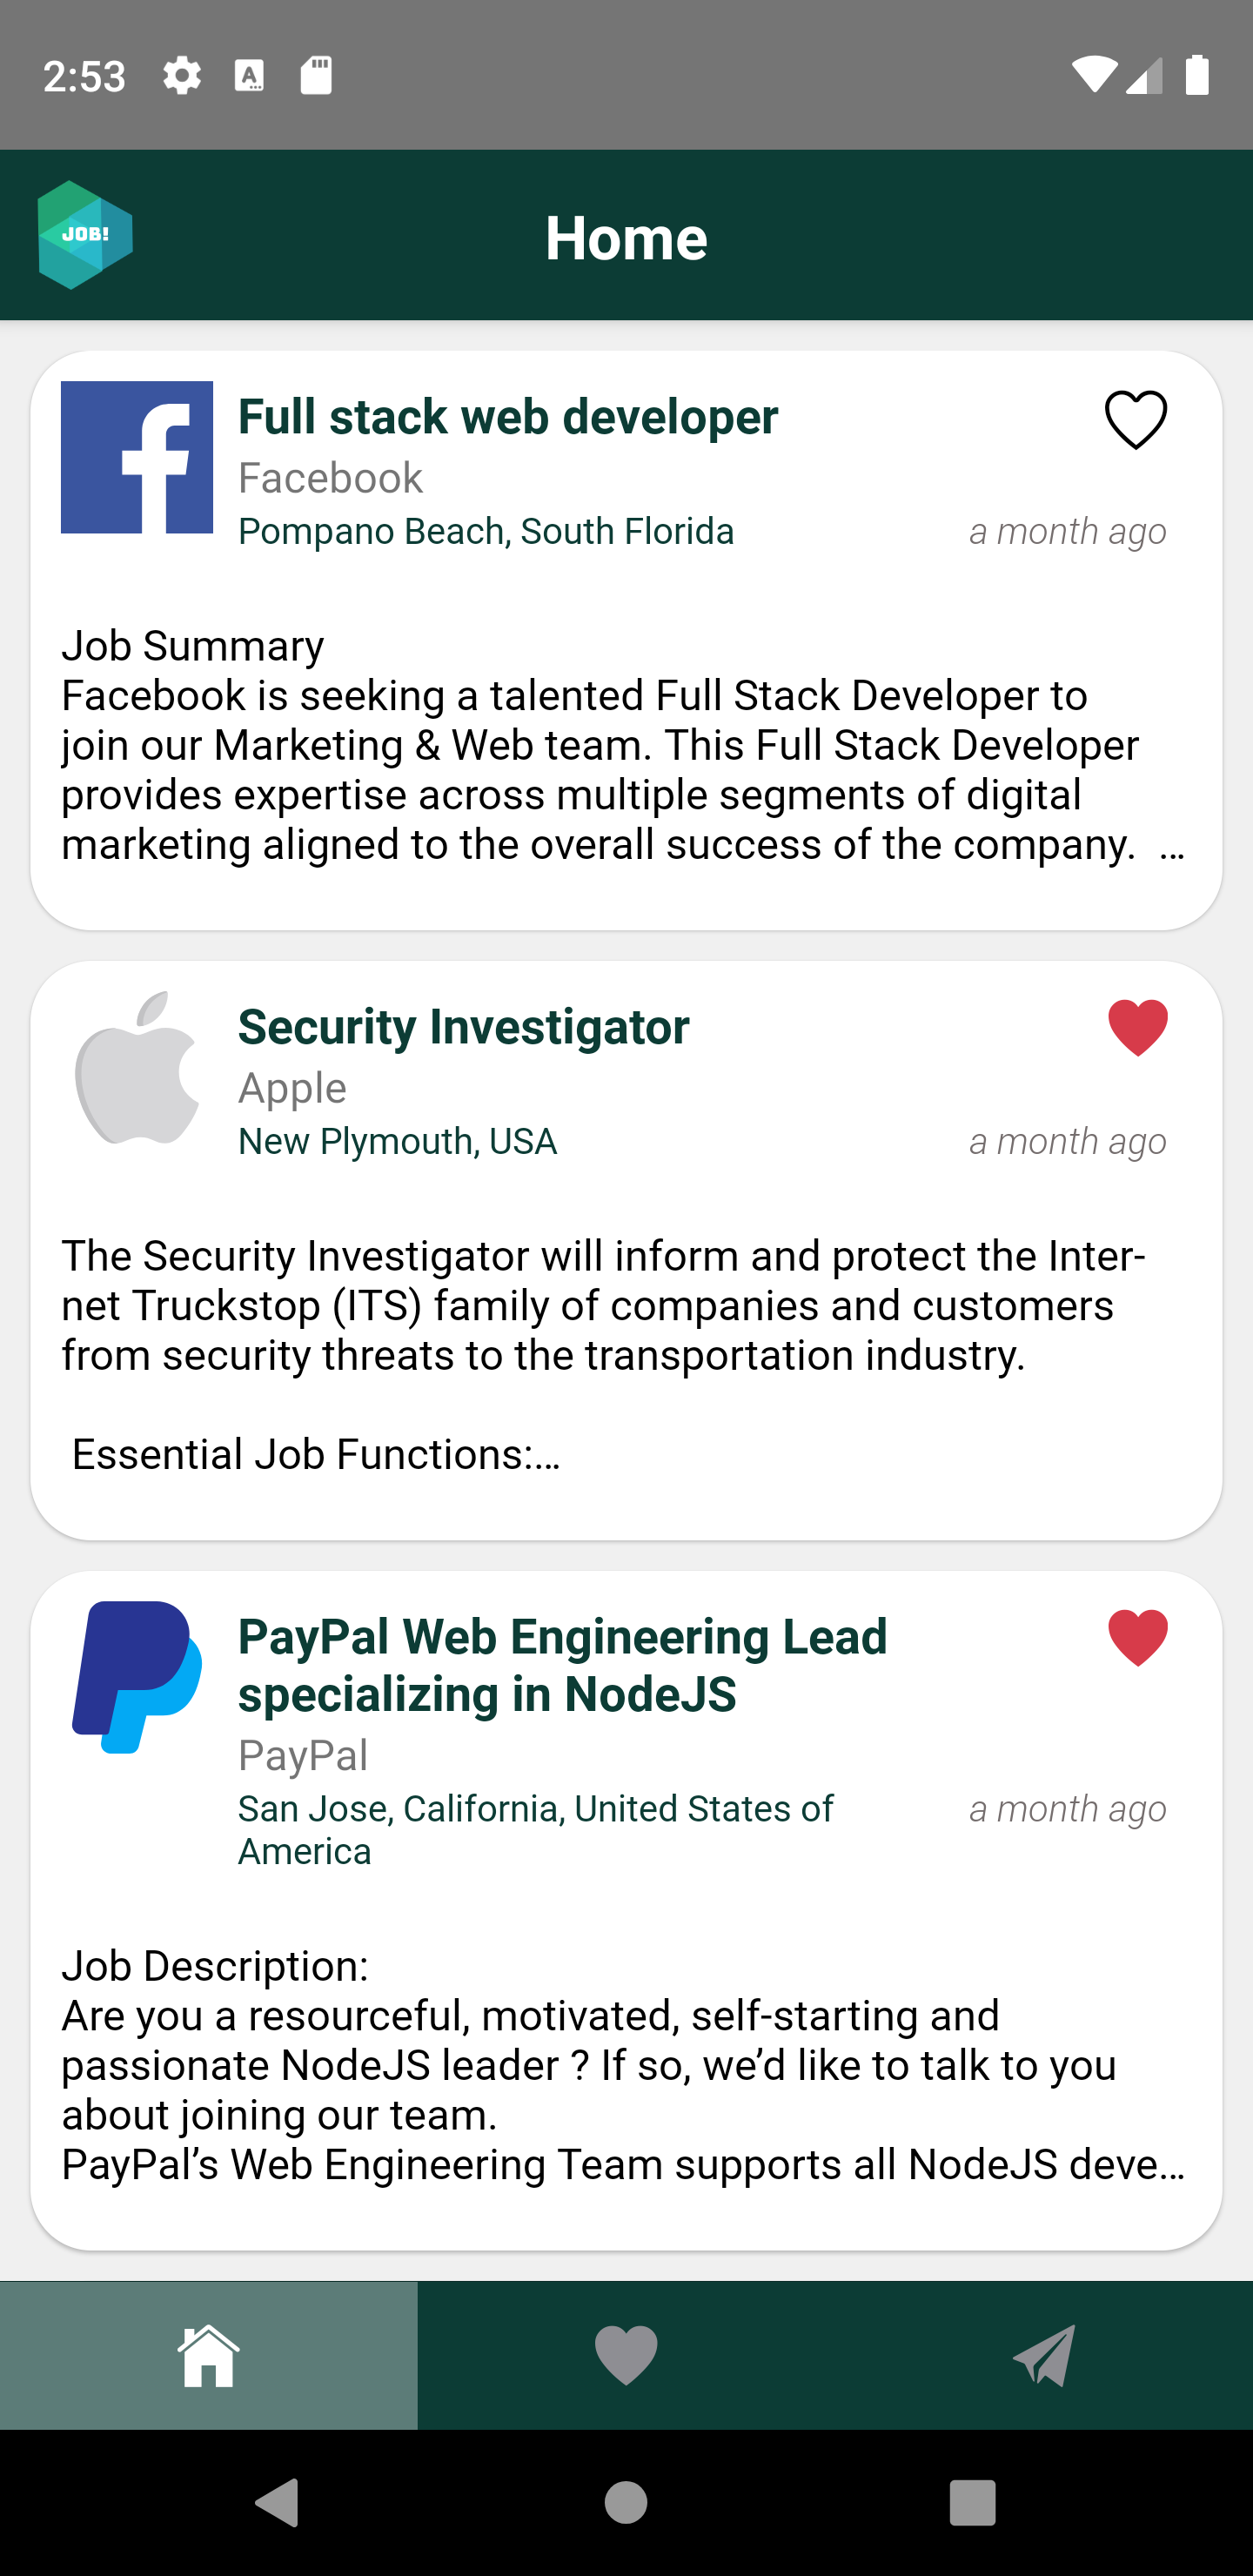 2:53
JOB!
Home
Full stack web developer
Facebook
Pompano Beach, South Florida
a month ago
Job Summary
Facebook is seeking a talented Full Stack Developer to
join our Marketing & Web team. This Full Stack Developer
provides expertise across multiple segments of digital
marketing aligned to the overall success of the company.  …
Security Investigator
Apple
New Plymouth, USA
a month ago
The Security Investigator will inform and protect the Inter-
net Truckstop (ITS) family of companies and customers
from security threats to the transportation industry.
Essential Job Functions:…
PayPal Web Engineering Lead
specializing in NodeJS
PayPal
San Jose, California, United States of
America
a month ago
Job Description:
Are you a resourceful, motivated, self-starting and
passionate NodeJS leader ? If so, we’d like to talk to you
about joining our team.
PayPal’s Web Engineering Team supports all NodeJS deve…